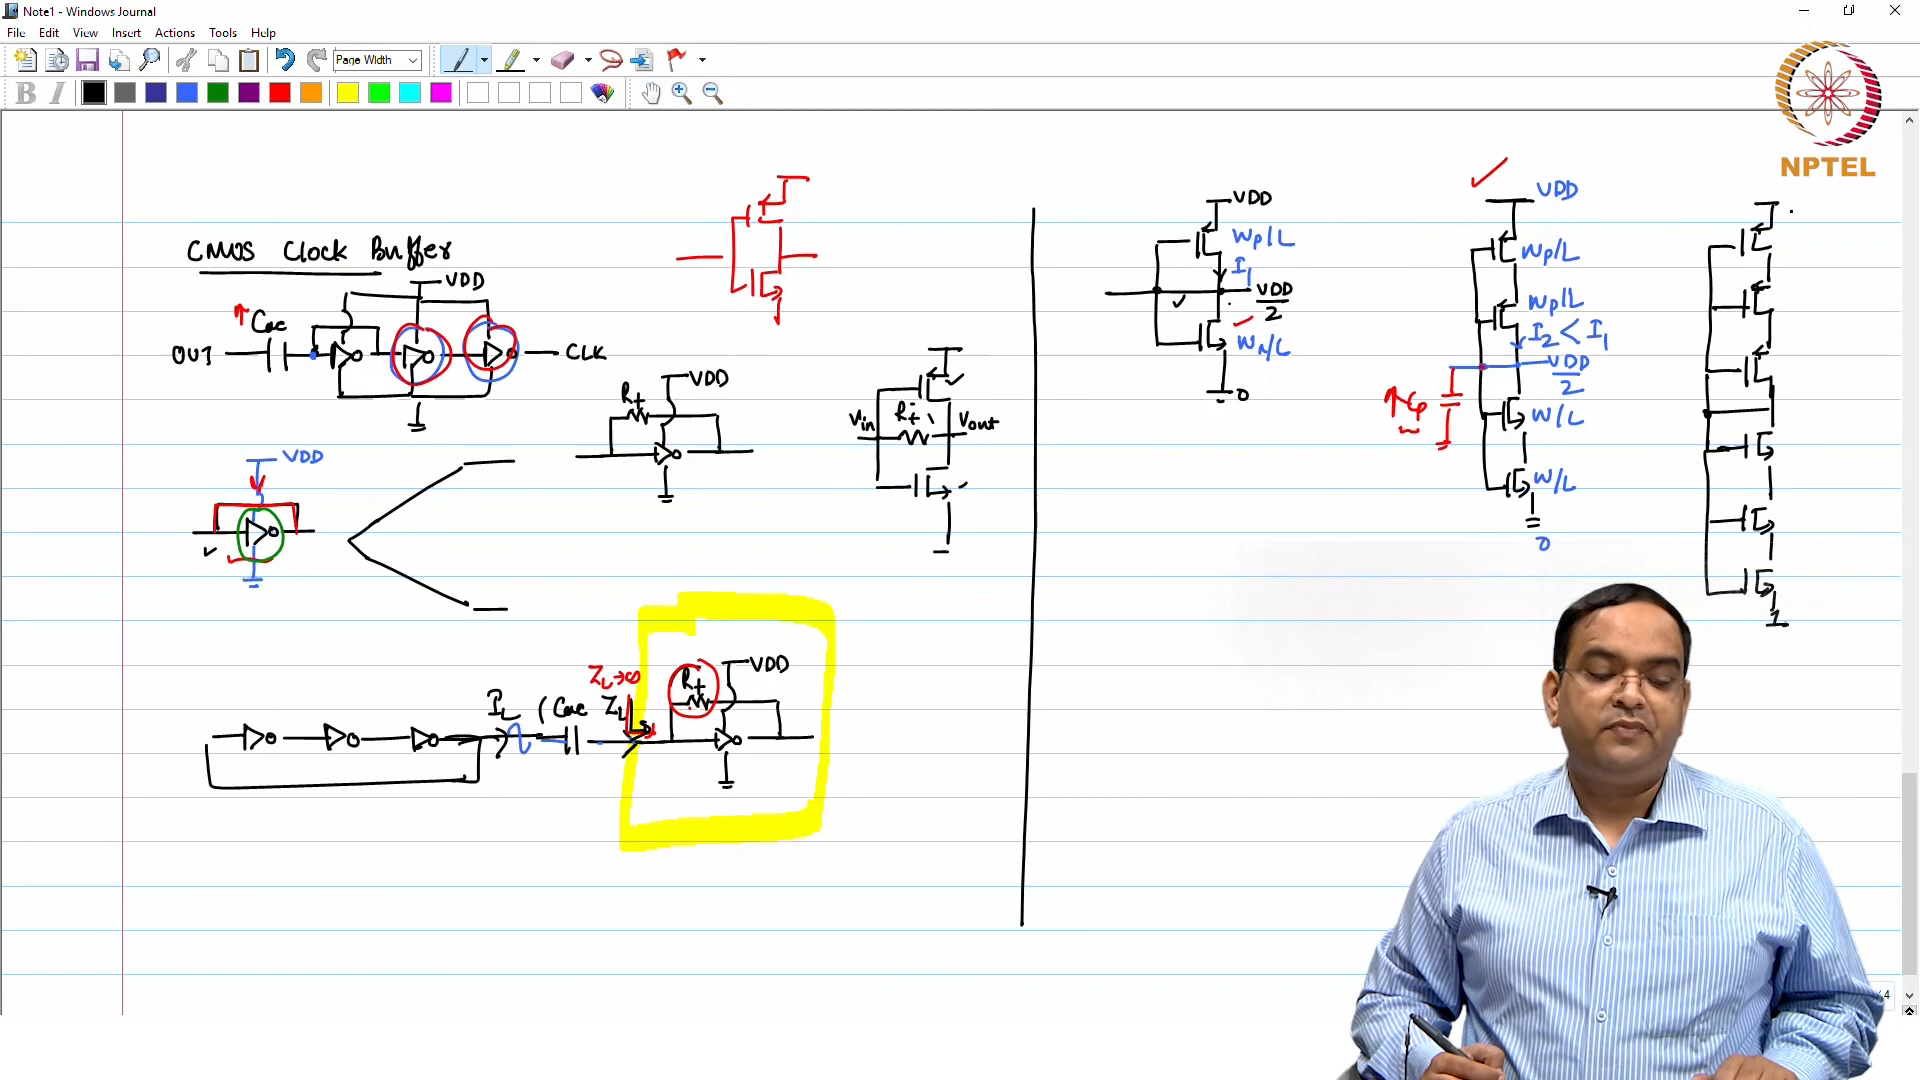 Note1 - Windows Journal
File Edit View Insert Actions Tools Help
Page Width
B I
NPTEL
CMOS Clock Buffer
VDD
Cac
OUT
CLK
VDD
Rf
VDD
Vin
Rf
Vout
ZL→∞
Rf
VDD
IL
Cac
ZL
VDD
Wp/L
I1
VDD
2
Wn/L
0
VDD
Wp/L
Wp/L
I2 < I1
VDD
2
Cp
W/L
W/L
0